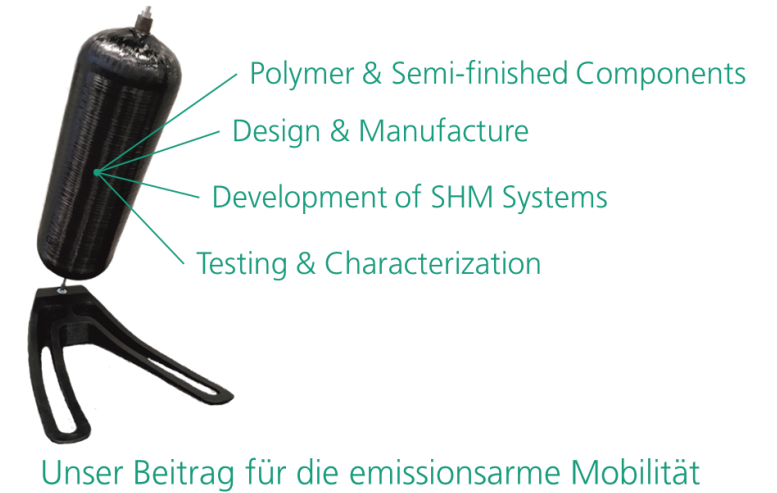 Polymer & Semi-finished Components
Design & Manufacture
Development of SHM Systems
Testing & Characterization
Unser Beitrag für die emissionsarme Mobilität